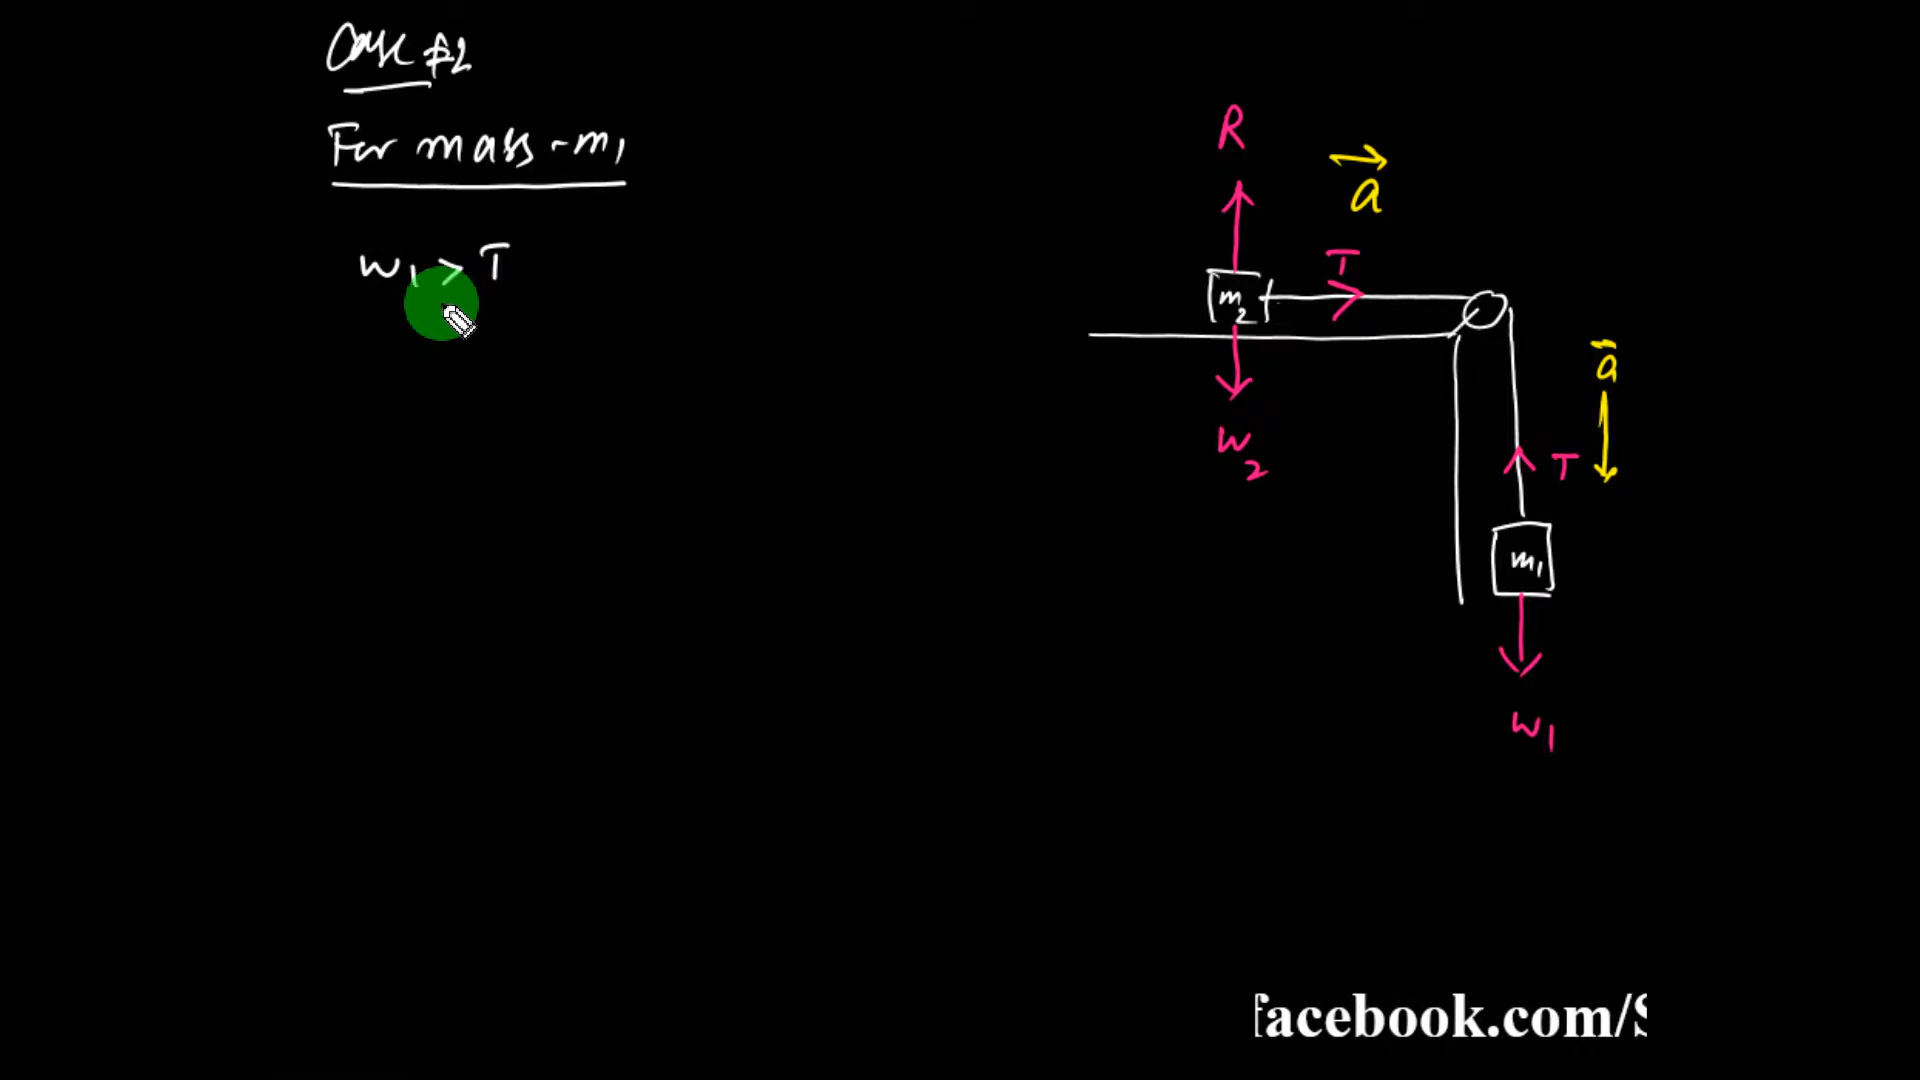 Case #2
For mass - m1
w1 > T
R
a
T
m2
a
w2
T
m1
w1
facebook.com/S